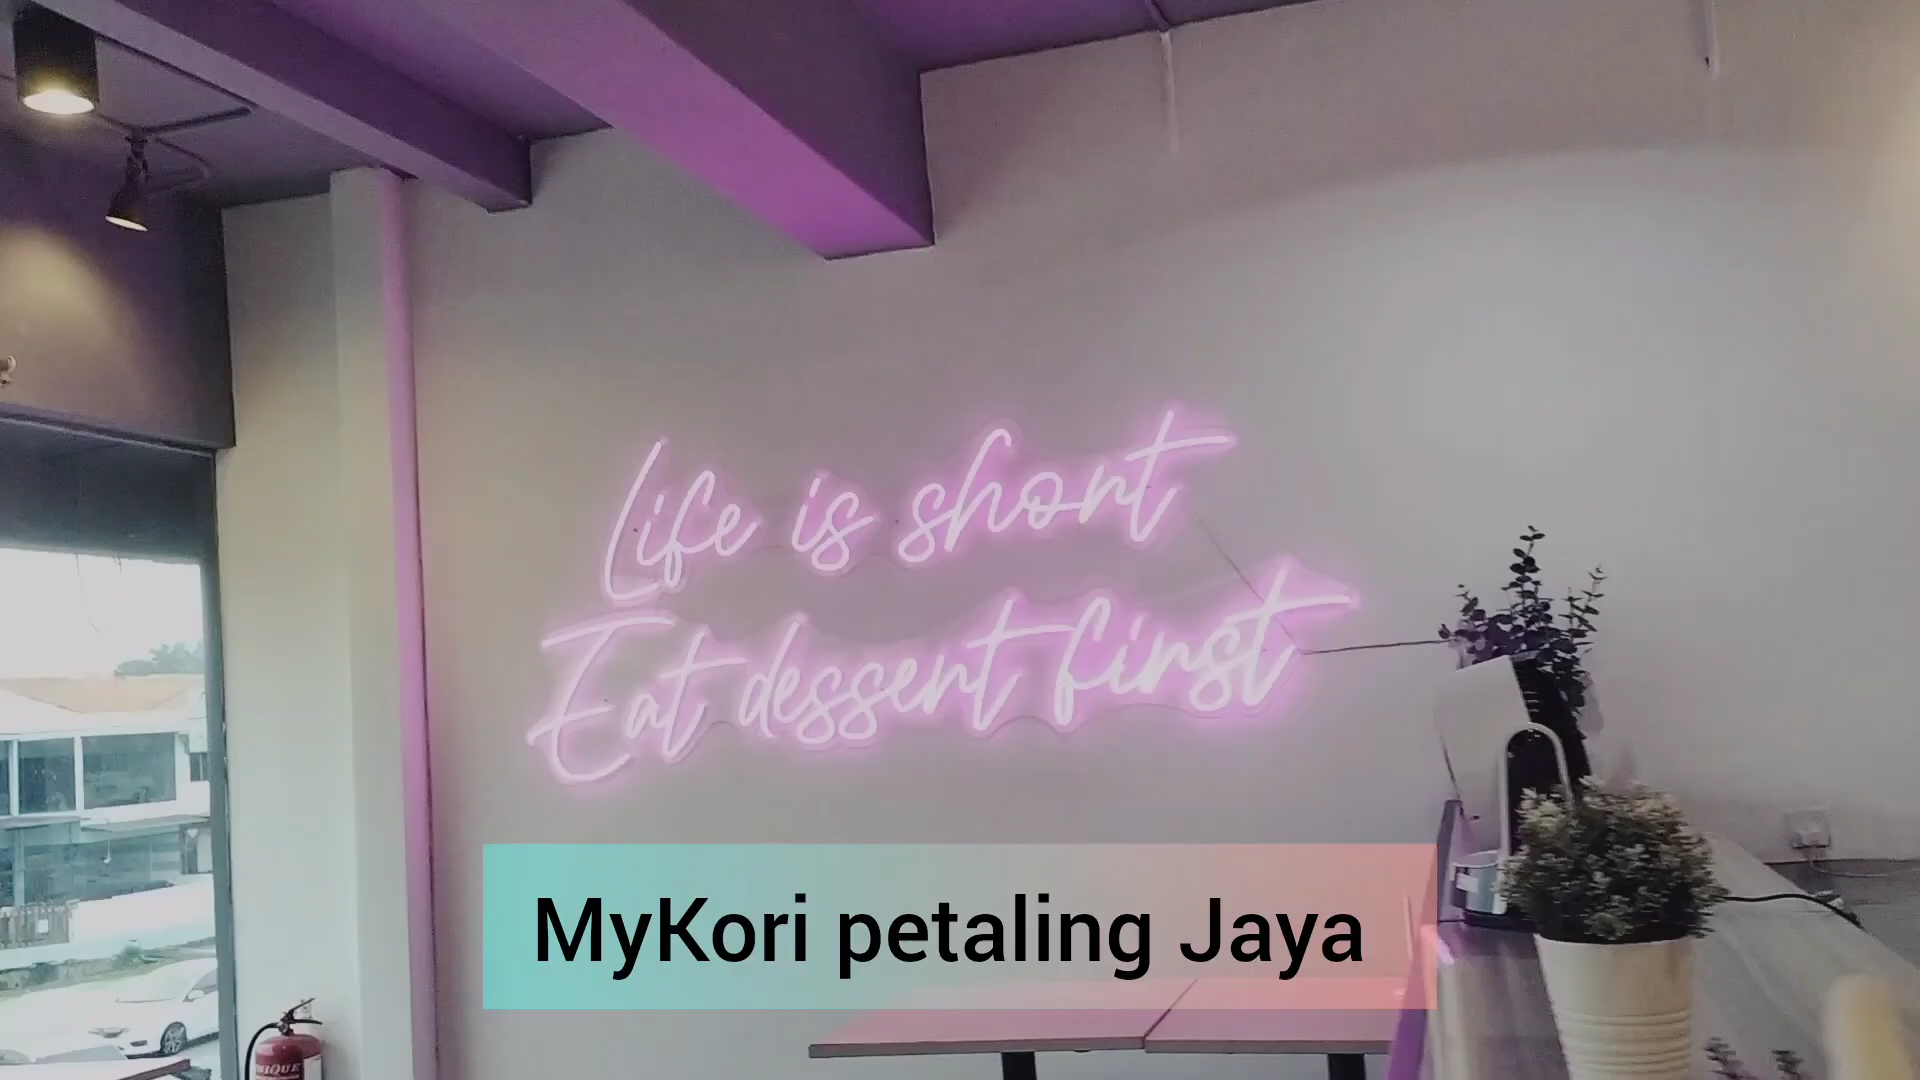 Life is short
Eat dessert first
MyKori petaling Jaya